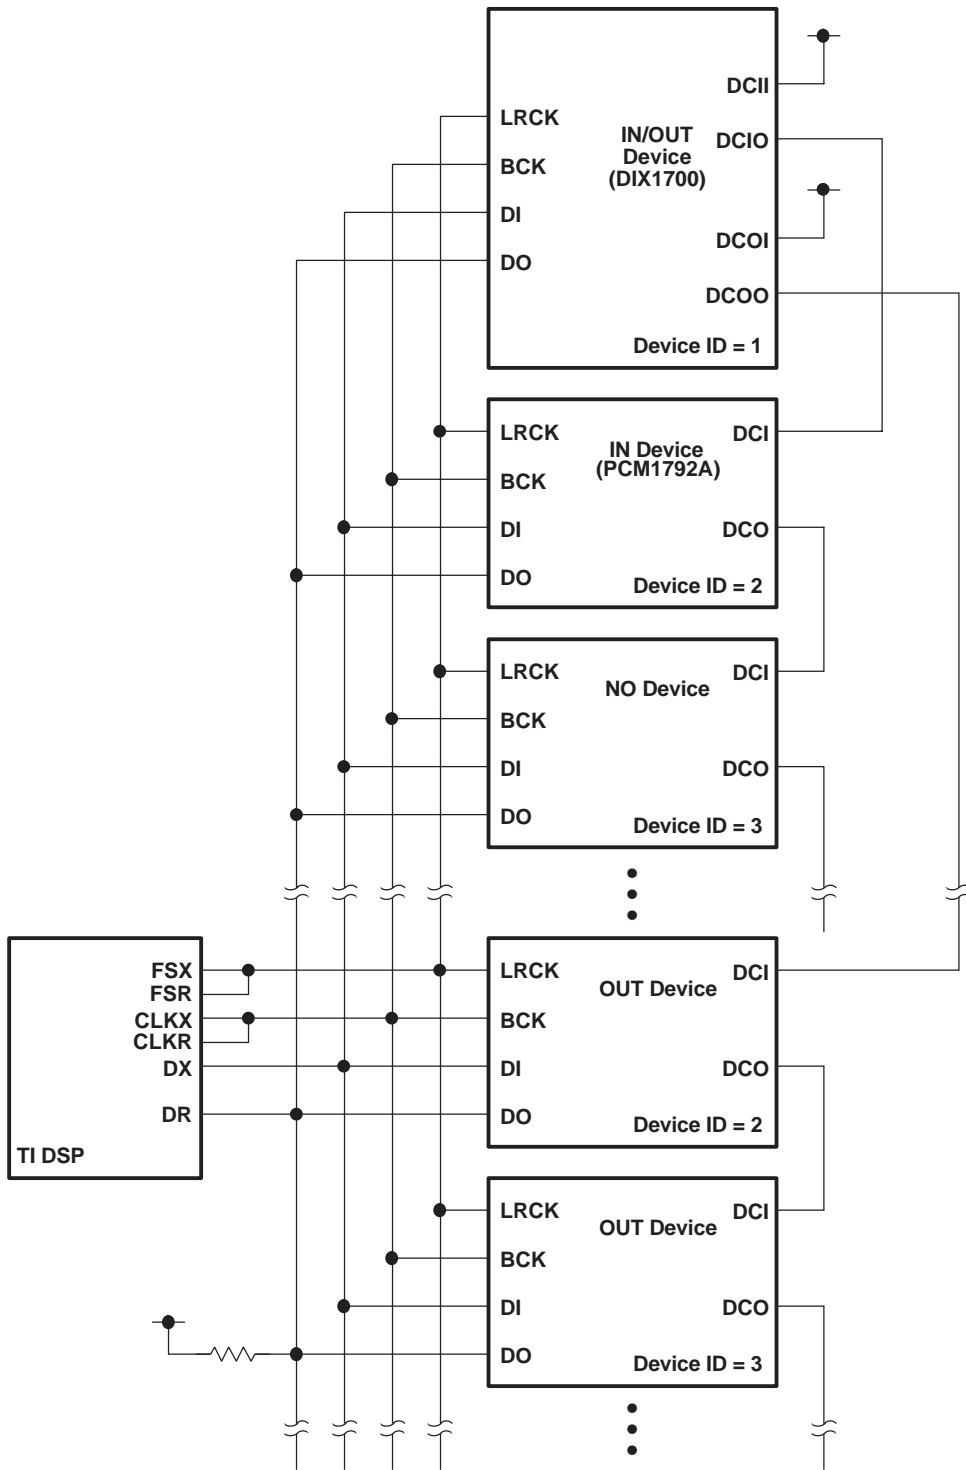 DCII
LRCK
IN/OUT
Device
(DIX1700)
DCIO
BCK
DI
DCOI
DO
DCOO
Device ID = 1
LRCK
DCI
IN Device
(PCM1792A)
BCK
DI
DCO
DO
Device ID = 2
LRCK
DCI
NO Device
BCK
DI
DCO
DO
Device ID = 3
FSX
FSR
CLKX
CLKR
DX
DR
TI DSP
LRCK
DCI
OUT Device
BCK
DI
DCO
DO
Device ID = 2
LRCK
DCI
OUT Device
BCK
DI
DCO
DO
Device ID = 3